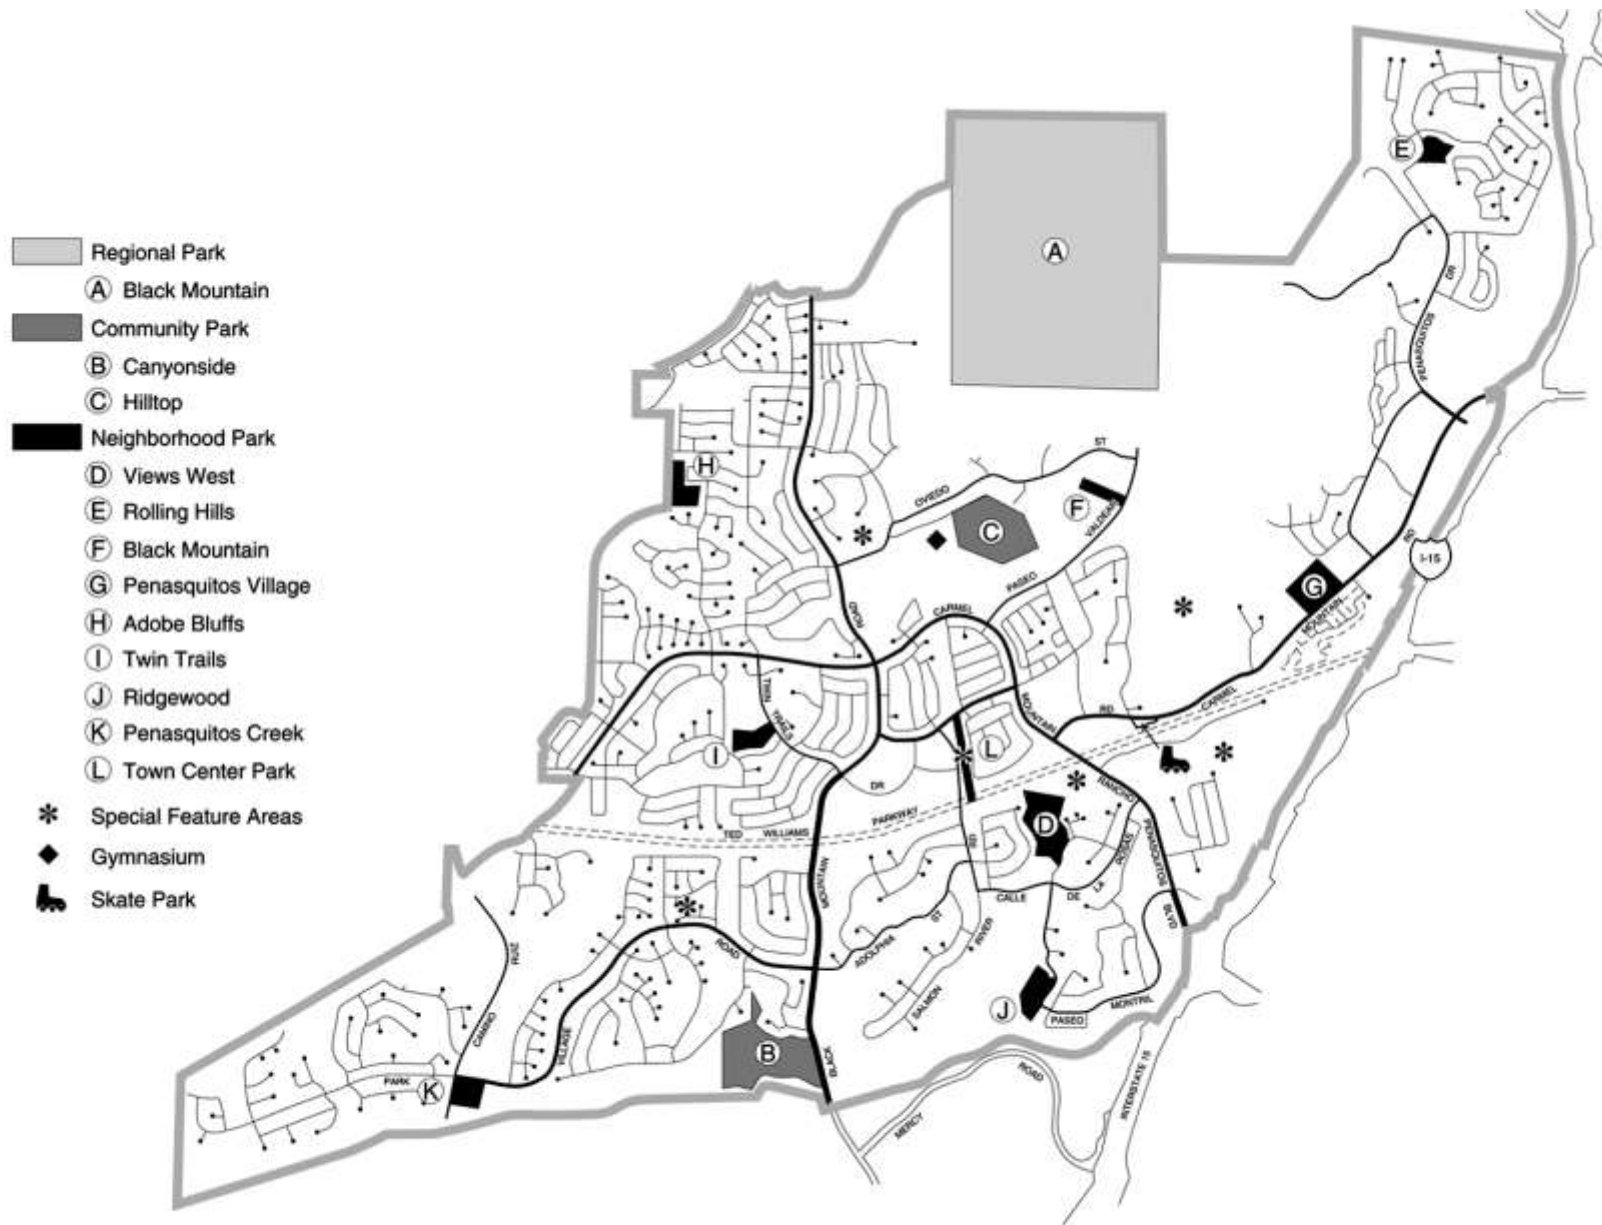 Regional Park
A Black Mountain
Community Park
B Canyonside
C Hilltop
Neighborhood Park
D Views West
E Rolling Hills
F Black Mountain
G Penasquitos Village
H Adobe Bluffs
I Twin Trails
J Ridgewood
K Penasquitos Creek
L Town Center Park
Special Feature Areas
Gymnasium
Skate Park
E
A
DR
PENASQUITOS
ST
OVIEDO
H
F
C
VALDEAN
PASEO
RD
I-15
G
MOUNTAIN
CARMEL
ROAD
CARMEL
TWIN
TRAILS
MOUNTAIN
RD
L
I
DR
RANCHO
PARKWAY
TED WILLIAMS
D
ROSAS
PENASQUITOS
LA
DE
CALLE
BLVD
MOUNTAIN
ST
ADOLPHIA
RIVER
ROAD
RUIZ
SALMON
J
MONTRIL
PASEO
CAMINO
VILLAGE
B
BLACK
PARK
K
ROAD
MERCY
INTERSTATE 15